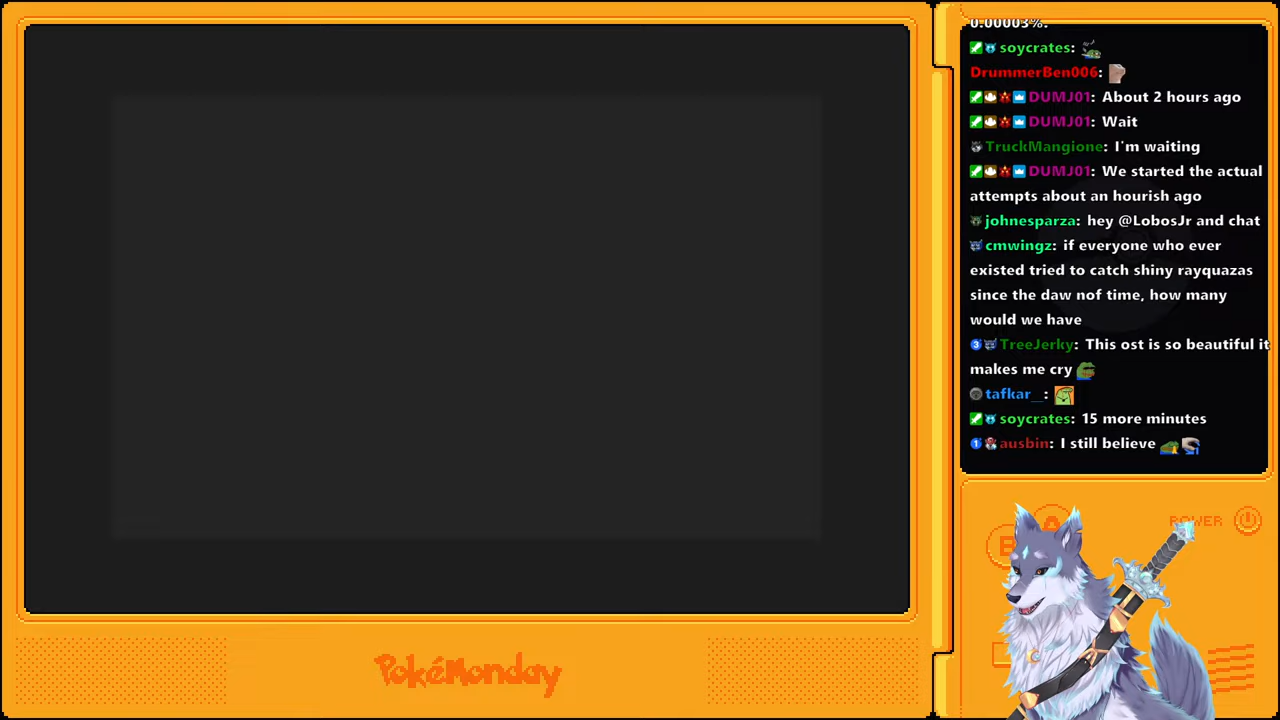 0.00003%.
soycrates:
DrummerBen006:
DUMJ01: About 2 hours ago
DUMJ01: Wait
TruckMangione: I'm waiting
DUMJ01: We started the actual
attempts about an hourish ago
johnesparza: hey @LobosJr and chat
cmwingz: if everyone who ever
existed tried to catch shiny rayquazas
since the daw nof time, how many
would we have
3 TreeJerky: This ost is so beautiful it
makes me cry
tafkar__:
soycrates: 15 more minutes
1 ausbin: I still believe
POWER
A
B
PokéMonday